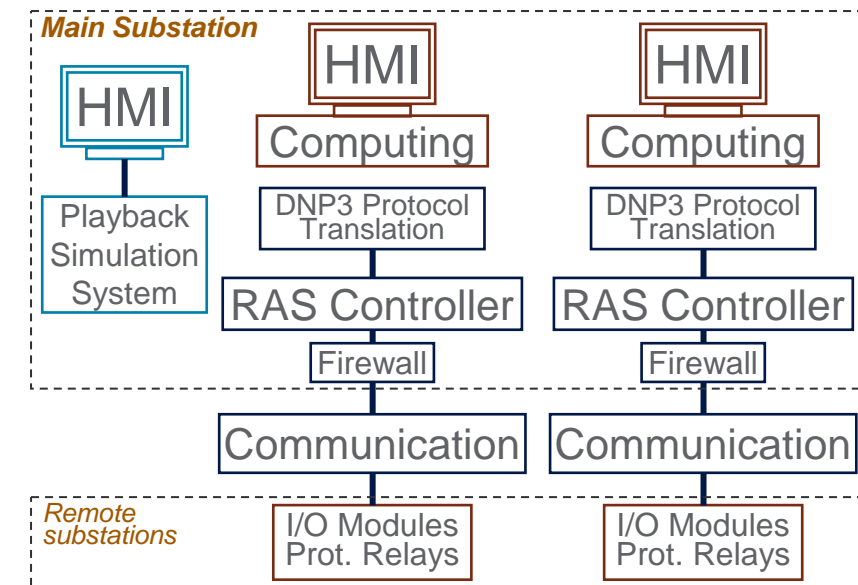 Main Substation
HMI
Playback
Simulation
System
HMI
Computing
DNP3 Protocol
Translation
RAS Controller
Firewall
Communication
HMI
Computing
DNP3 Protocol
Translation
RAS Controller
Firewall
Communication
Remote
substations
I/O Modules
Prot. Relays
I/O Modules
Prot. Relays